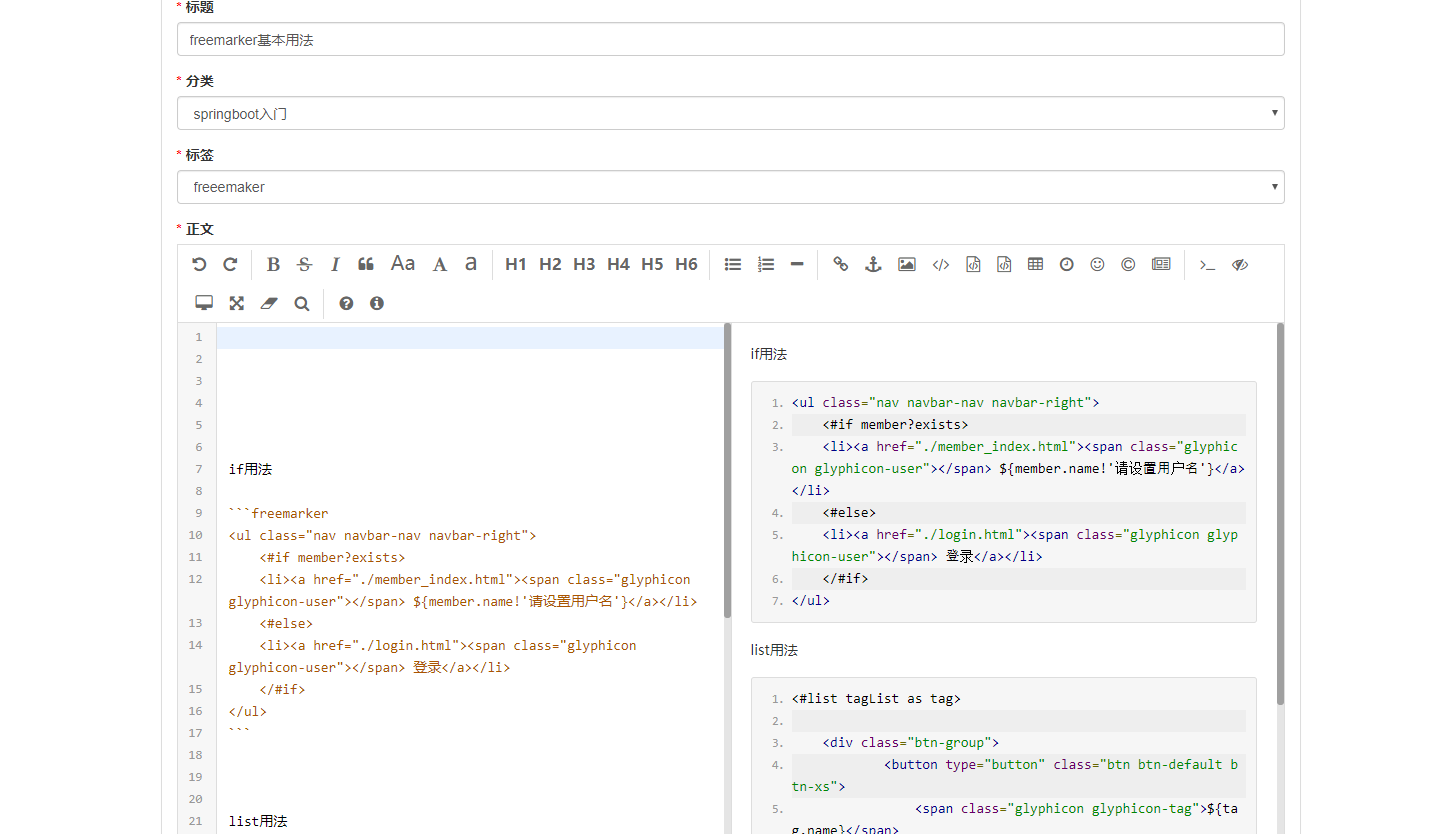 * 标题
freemarker基本用法
* 分类
springboot入门
* 标签
freeemaker
* 正文
B S I Aa A a H1 H2 H3 H4 H5 H6
1
2
3
4
5
6
7 if用法
8
9 ```freemarker
10 <ul class="nav navbar-nav navbar-right">
11     <#if member?exists>
12     <li><a href="./member_index.html"><span class="glyphicon
glyphicon-user"></span> ${member.name!'请设置用户名'}</a></li>
13     <#else>
14     <li><a href="./login.html"><span class="glyphicon
glyphicon-user"></span> 登录</a></li>
15     </#if>
16 </ul>
17 ```
18
19
20
21 list用法
if用法
1. <ul class="nav navbar-nav navbar-right">
2.     <#if member?exists>
3.     <li><a href="./member_index.html"><span class="glyphic
on glyphicon-user"></span> ${member.name!'请设置用户名'}</a>
</li>
4.     <#else>
5.     <li><a href="./login.html"><span class="glyphicon glyp
hicon-user"></span> 登录</a></li>
6.     </#if>
7. </ul>
list用法
1. <#list tagList as tag>
2.
3.     <div class="btn-group">
4.             <button type="button" class="btn btn-default b
tn-xs">
5.                 <span class="glyphicon glyphicon-tag">${ta
g.name}</span>